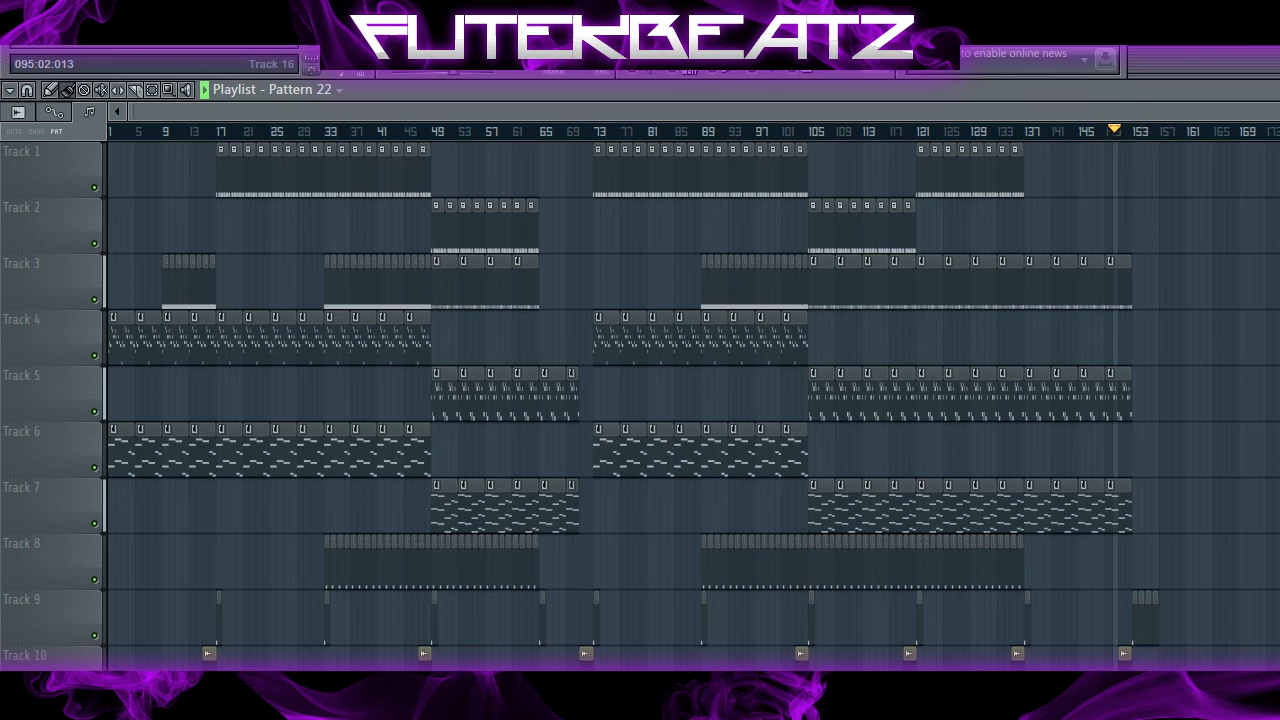 FUTEKBEATZ
to enable online news
095:02:013 Track 16
Playlist - Pattern 22
NOTE CHAN PAT
1 5 9 13 17 21 25 29 33 37 41 45 49 53 57 61 65 69 73 77 81 85 89 93 97 101 105 109 113 117 121 125 129 133 137 141 145 153 157 161 165 169
Track 1
Track 2
Track 3
Track 4
Track 5
Track 6
Track 7
Track 8
Track 9
Track 10